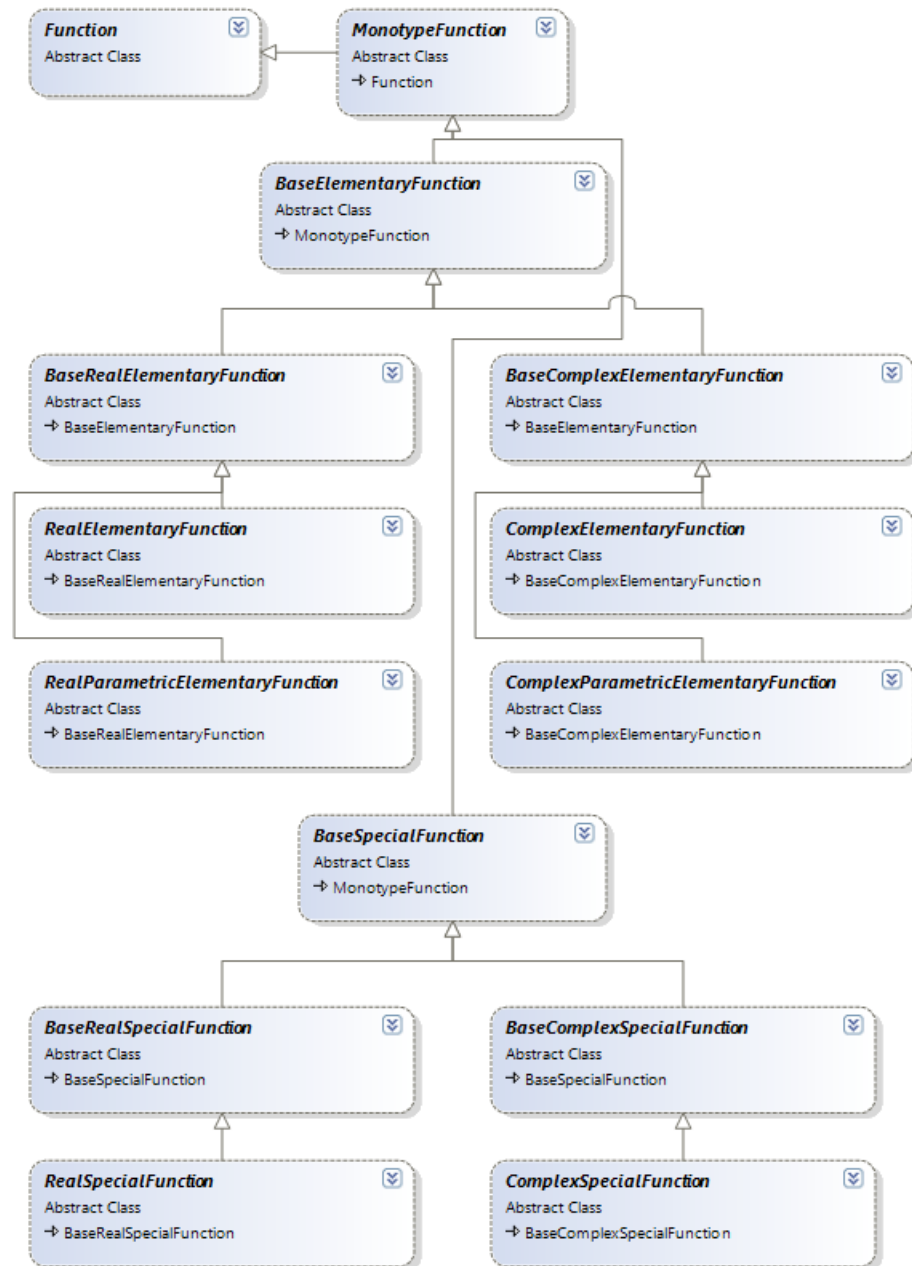 Function
Abstract Class
MonotypeFunction
Abstract Class
Function
BaseElementaryFunction
Abstract Class
MonotypeFunction
BaseRealElementaryFunction
Abstract Class
BaseElementaryFunction
BaseComplexElementaryFunction
Abstract Class
BaseElementaryFunction
RealElementaryFunction
Abstract Class
BaseRealElementaryFunction
ComplexElementaryFunction
Abstract Class
BaseComplexElementaryFunction
RealParametricElementaryFunction
Abstract Class
BaseRealElementaryFunction
ComplexParametricElementaryFunction
Abstract Class
BaseComplexElementaryFunction
BaseSpecialFunction
Abstract Class
MonotypeFunction
BaseRealSpecialFunction
Abstract Class
BaseSpecialFunction
BaseComplexSpecialFunction
Abstract Class
BaseSpecialFunction
RealSpecialFunction
Abstract Class
BaseRealSpecialFunction
ComplexSpecialFunction
Abstract Class
BaseComplexSpecialFunction